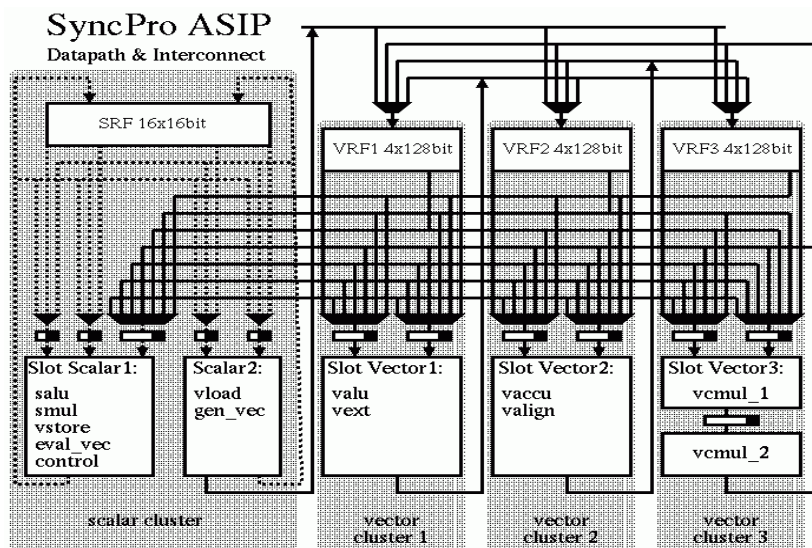 SyncPro ASIP
Datapath & Interconnect
SRF 16x16bit
VRF1 4x128bit
VRF2 4x128bit
VRF3 4x128bit
Slot Scalar1:
salu
smul
vstore
eval_vec
control
Scalar2:
vload
gen_vec
Slot Vector1:
valu
vext
Slot Vector2:
vaccu
valign
Slot Vector3:
vcmul_1
vcmul_2
scalar cluster
vector
cluster 1
vector
cluster 2
vector
cluster 3